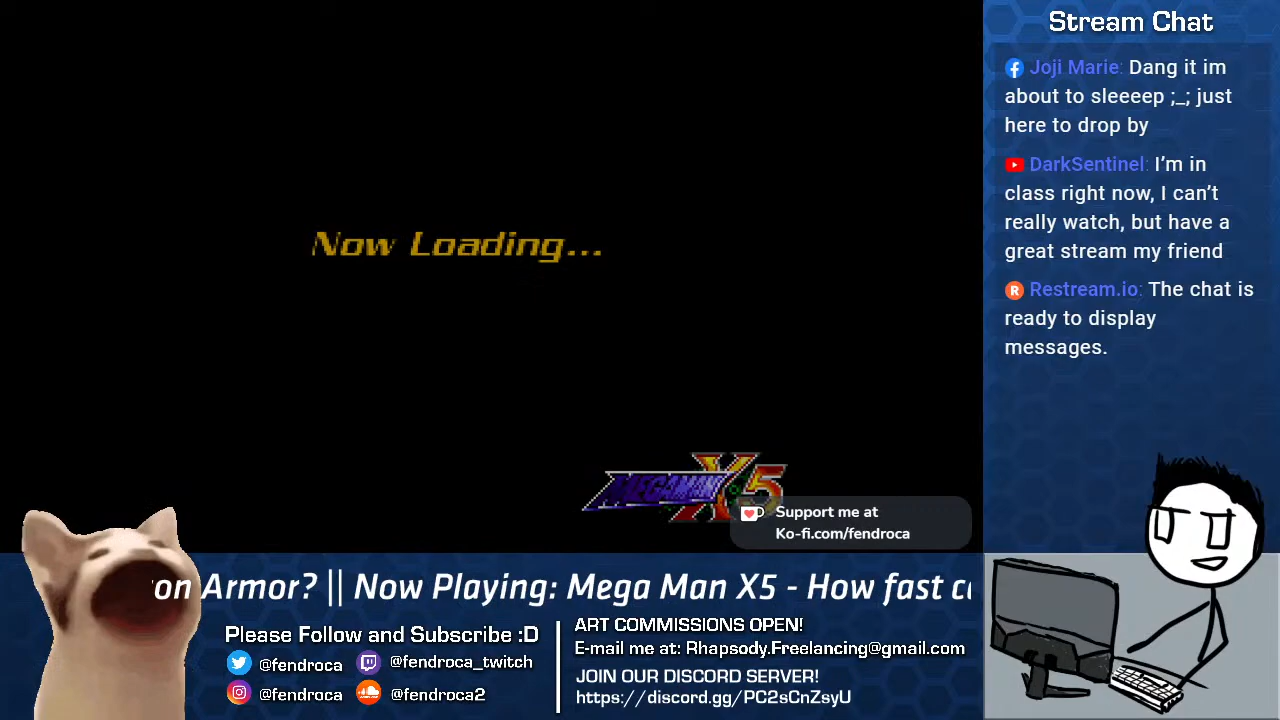 Stream Chat
Joji Marie: Dang it im
about to sleeeep ;_; just
here to drop by
DarkSentinel: I’m in
class right now, I can’t
really watch, but have a
great stream my friend
Restream.io: The chat is
ready to display
messages.
Now Loading...
MEGAMAN X5
Support me at
Ko-fi.com/fendroca
on Armor? || Now Playing: Mega Man X5 - How fast c
Please Follow and Subscribe :D
@fendroca @fendroca_twitch
@fendroca @fendroca2
ART COMMISSIONS OPEN!
E-mail me at: Rhapsody.Freelancing@gmail.com
JOIN OUR DISCORD SERVER!
https://discord.gg/PC2sCnZsyU